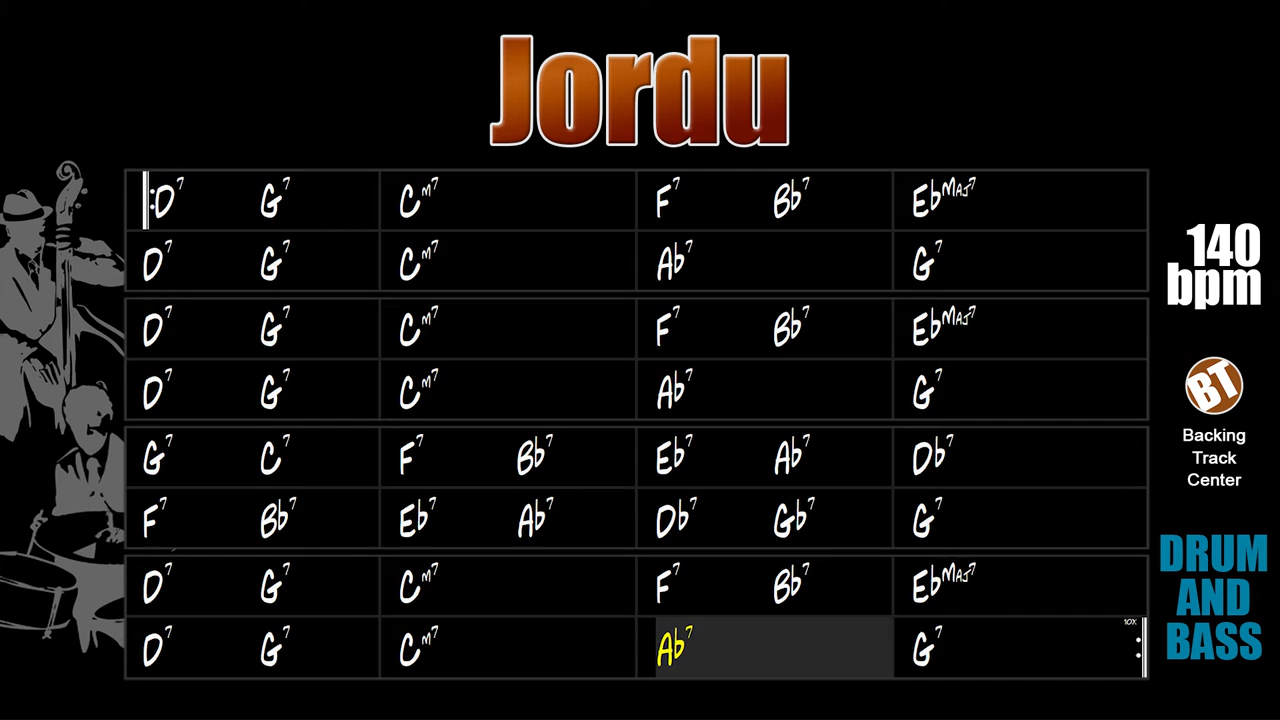 Jordu
:D7 G7 Cm7 F7 Bb7 EbMAJ7
D7 G7 Cm7 Ab7 G7
D7 G7 Cm7 F7 Bb7 EbMAJ7
D7 G7 Cm7 Ab7 G7
G7 C7 F7 Bb7 Eb7 Ab7 Db7
F7 Bb7 Eb7 Ab7 Db7 Gb7 G7
D7 G7 Cm7 F7 Bb7 EbMAJ7
D7 G7 Cm7 Ab7 G7 10X :
140
bpm
BT
Backing
Track
Center
DRUM
AND
BASS